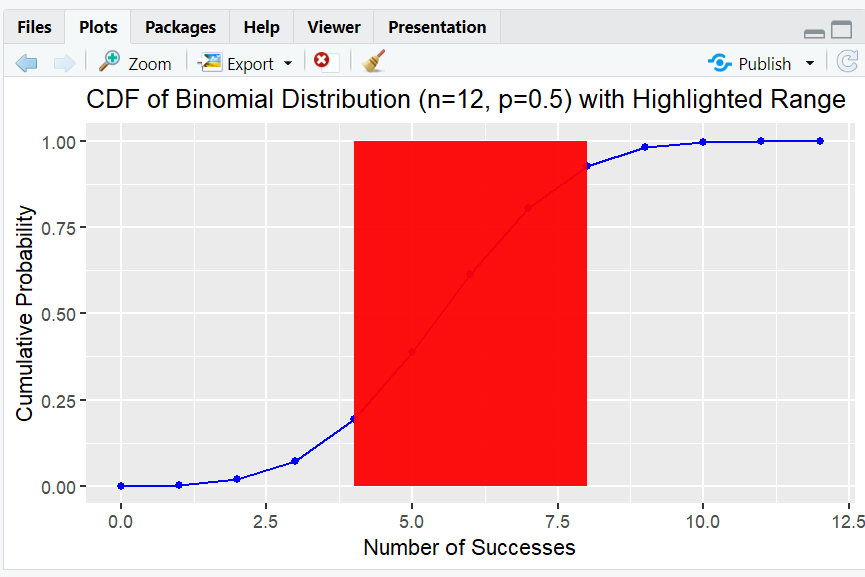 Files Plots Packages Help Viewer Presentation
Zoom Export Publish
CDF of Binomial Distribution (n=12, p=0.5) with Highlighted Range
Cumulative Probability
1.00
0.75
0.50
0.25
0.00
0.0 2.5 5.0 7.5 10.0 12.5
Number of Successes